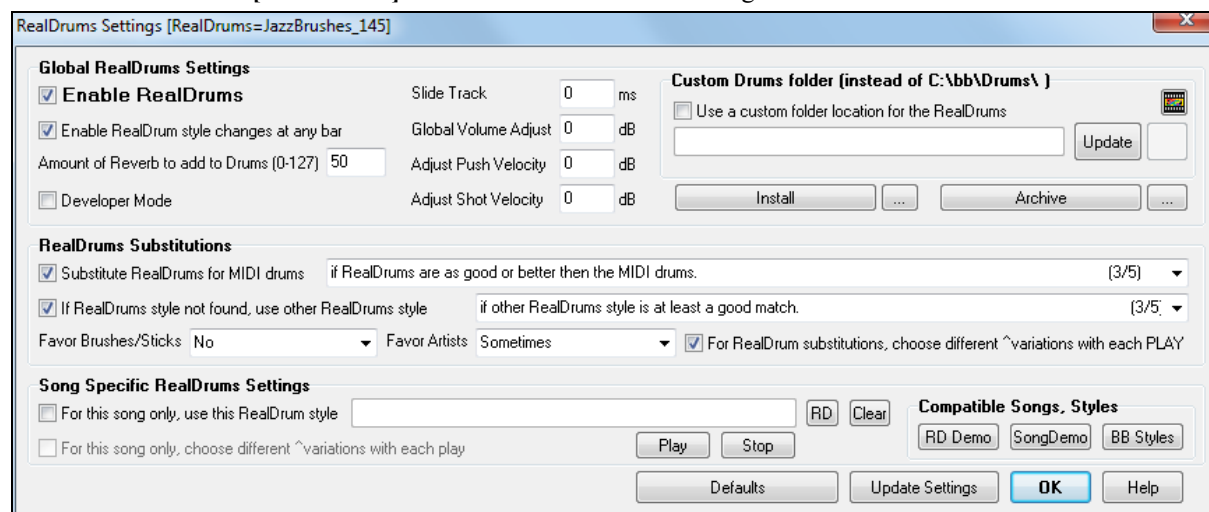 RealDrums Settings [RealDrums=JazzBrushes_145]
Global RealDrums Settings
Enable RealDrums
Enable RealDrum style changes at any bar
Amount of Reverb to add to Drums (0-127) 50
Developer Mode
Slide Track 0 ms
Global Volume Adjust 0 dB
Adjust Push Velocity 0 dB
Adjust Shot Velocity 0 dB
Custom Drums folder (instead of C:\bb\Drums\ )
Use a custom folder location for the RealDrums
Update
Install ... Archive ...
RealDrums Substitutions
Substitute RealDrums for MIDI drums if RealDrums are as good or better then the MIDI drums. (3/5)
If RealDrums style not found, use other RealDrums style if other RealDrums style is at least a good match. (3/5)
Favor Brushes/Sticks No Favor Artists Sometimes For RealDrum substitutions, choose different ^variations with each PLAY
Song Specific RealDrums Settings
For this song only, use this RealDrum style RD Clear
For this song only, choose different ^variations with each play
Play Stop
Compatible Songs, Styles
RD Demo SongDemo BB Styles
Defaults Update Settings OK Help